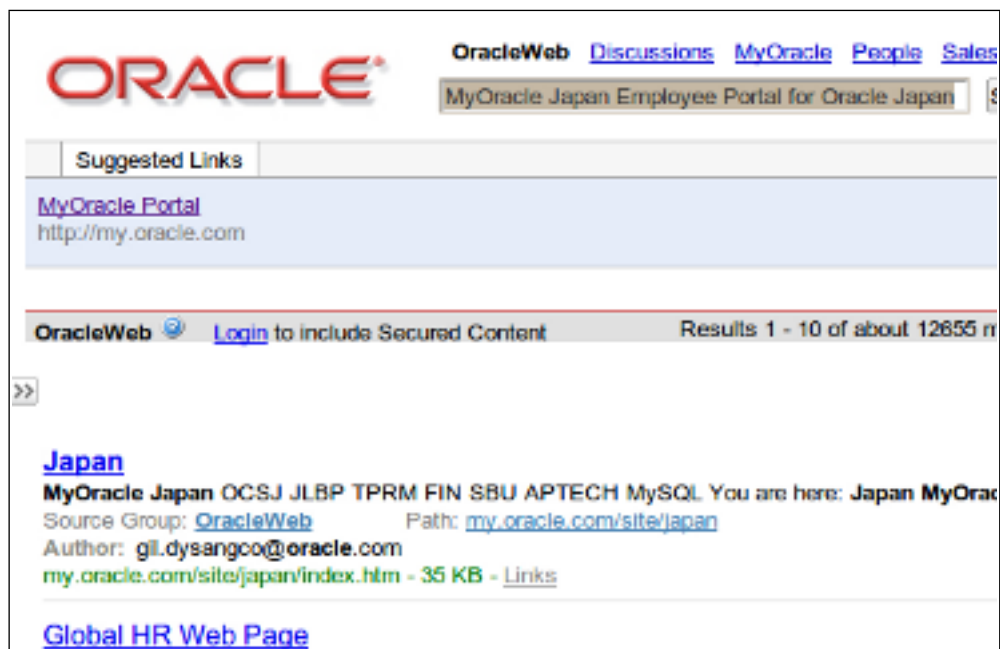 ORACLE
OracleWeb Discussions MyOracle People Sales
MyOracle Japan Employee Portal for Oracle Japan
Suggested Links
MyOracle Portal
http://my.oracle.com
OracleWeb Login to include Secured Content Results 1 - 10 of about 12655 m
>>
Japan
MyOracle Japan OCSJ JLBP TPRM FIN SBU APTECH MySQL You are here: Japan MyOrac
Source Group: OracleWeb Path: my.oracle.com/site/japan
Author: gil.dysangco@oracle.com
my.oracle.com/site/japan/index.htm - 35 KB - Links
Global HR Web Page